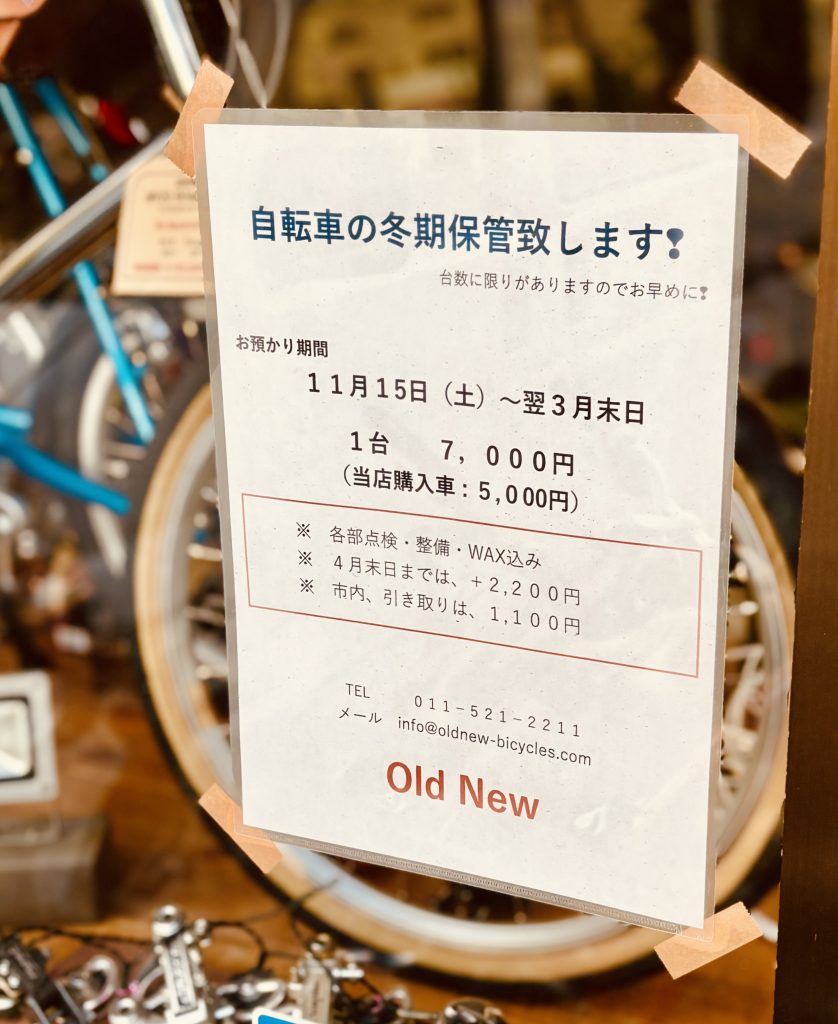 自転車の冬期保管致します❢
台数に限りがありますのでお早めに❢
お預かり期間
１１月15日（土）～翌３月末日
１台　７，０００円
（当店購入車：５,０００円）
※　各部点検・整備・WAX込み
※　４月末日までは、＋２,２００円
※　市内、引き取りは、１,１００円
TEL　０１１－５２１－２２１１
メール　info@oldnew-bicycles.com
Old New